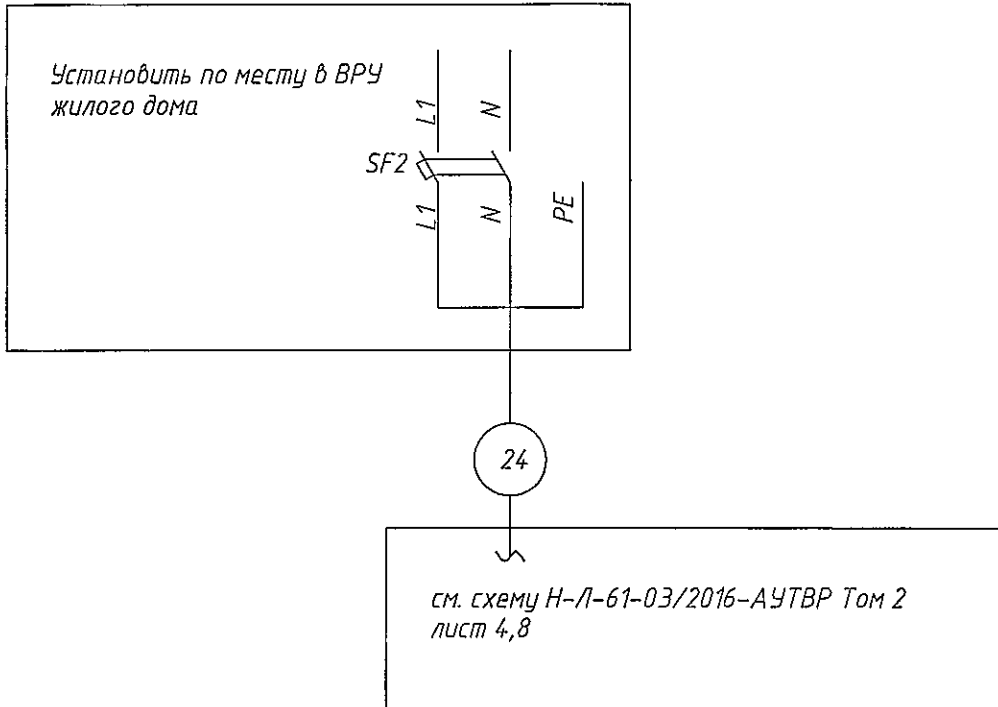 Установить по месту в ВРУ
жилого дома
L1
N
SF2
L1
N
PE
24
см. схему Н-Л-61-03/2016-АУТВР Том 2
лист 4,8